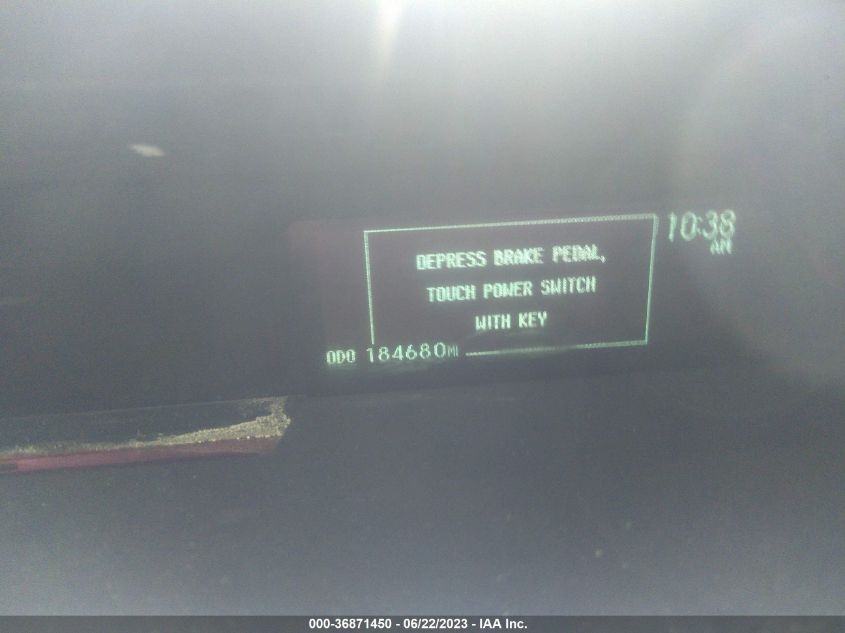 DEPRESS BRAKE PEDAL,
TOUCH POWER SWITCH
WITH KEY
10:38
AM
ODO 184680MI
000-36871450 - 06/22/2023 - IAA Inc.